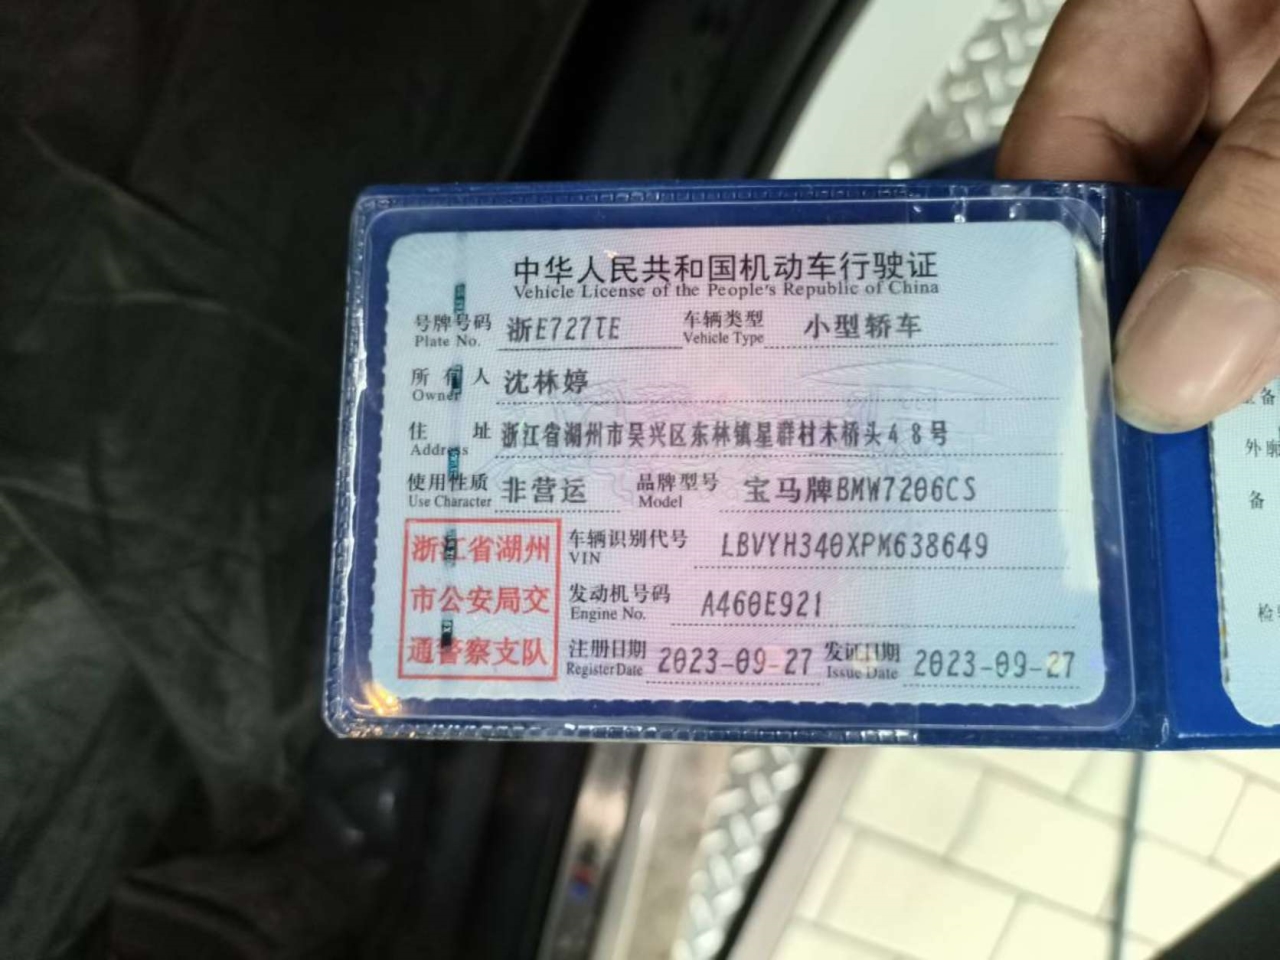 中华人民共和国机动车行驶证
Vehicle License of the People's Republic of China
号牌号码 浙E727TE 车辆类型 小型轿车
Plate No. Vehicle Type
所有人 沈林婷
Owner
住址 浙江省湖州市吴兴区东林镇星群村木桥头48号
Address
使用性质 非营运 品牌型号 宝马牌BMW7206CS
Use Character Model
浙江省湖州
市公安局交
通警察支队
车辆识别代号 LBVYH340XPM638649
VIN
发动机号码 A460E921
Engine No.
注册日期 2023-09-27 发证日期 2023-09-27
Register Date Issue Date
备
外廓
备
检验